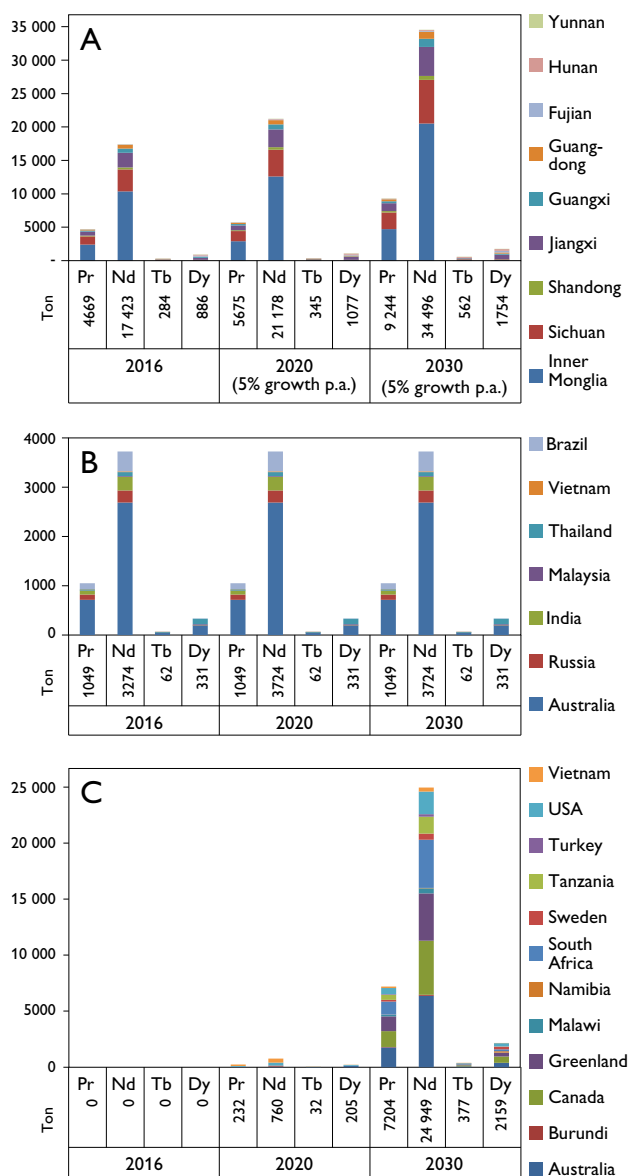 A
35 000
30 000
25 000
20 000
15 000
10 000
5000
-
Ton
Pr Nd Tb Dy Pr Nd Tb Dy Pr Nd Tb Dy
4669 17 423 284 886 5675 21 178 345 1077 9 244 34 496 562 1754
2016 2020 2030
(5% growth p.a.) (5% growth p.a.)
Yunnan
Hunan
Fujian
Guang-
dong
Guangxi
Jiangxi
Shandong
Sichuan
Inner
Monglia
B
4000
3000
2000
1000
0
Ton
Pr Nd Tb Dy Pr Nd Tb Dy Pr Nd Tb Dy
1049 3274 62 331 1049 3724 62 331 1049 3724 62 331
2016 2020 2030
Brazil
Vietnam
Thailand
Malaysia
India
Russia
Australia
C
25 000
20 000
15 000
10 000
5000
0
Ton
Pr Nd Tb Dy Pr Nd Tb Dy Pr Nd Tb Dy
0 0 0 0 232 760 32 205 7204 24 949 377 2159
2016 2020 2030
Vietnam
USA
Turkey
Tanzania
Sweden
South
Africa
Namibia
Malawi
Greenland
Canada
Burundi
Australia